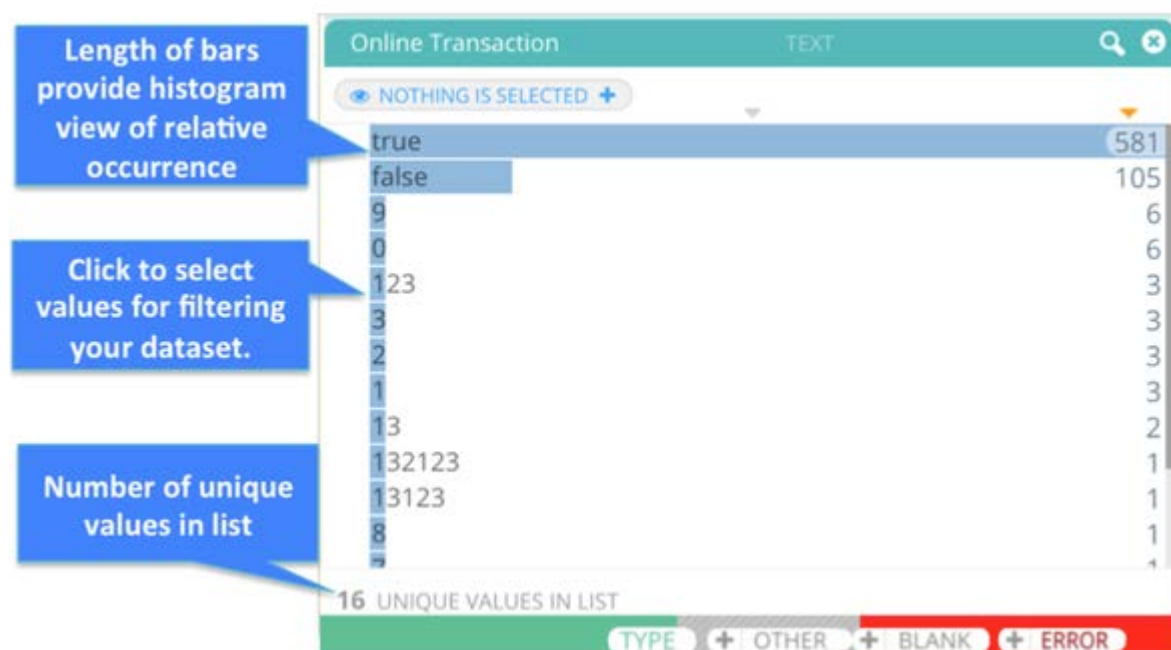 Length of bars
provide histogram
view of relative
occurrence
Click to select
values for filtering
your dataset.
Number of unique
values in list
Online Transaction TEXT
NOTHING IS SELECTED +
true 581
false 105
9 6
0 6
123 3
3 3
2 3
1 3
13 2
132123 1
13123 1
8 1
7 1
16 UNIQUE VALUES IN LIST
TYPE + OTHER + BLANK + ERROR